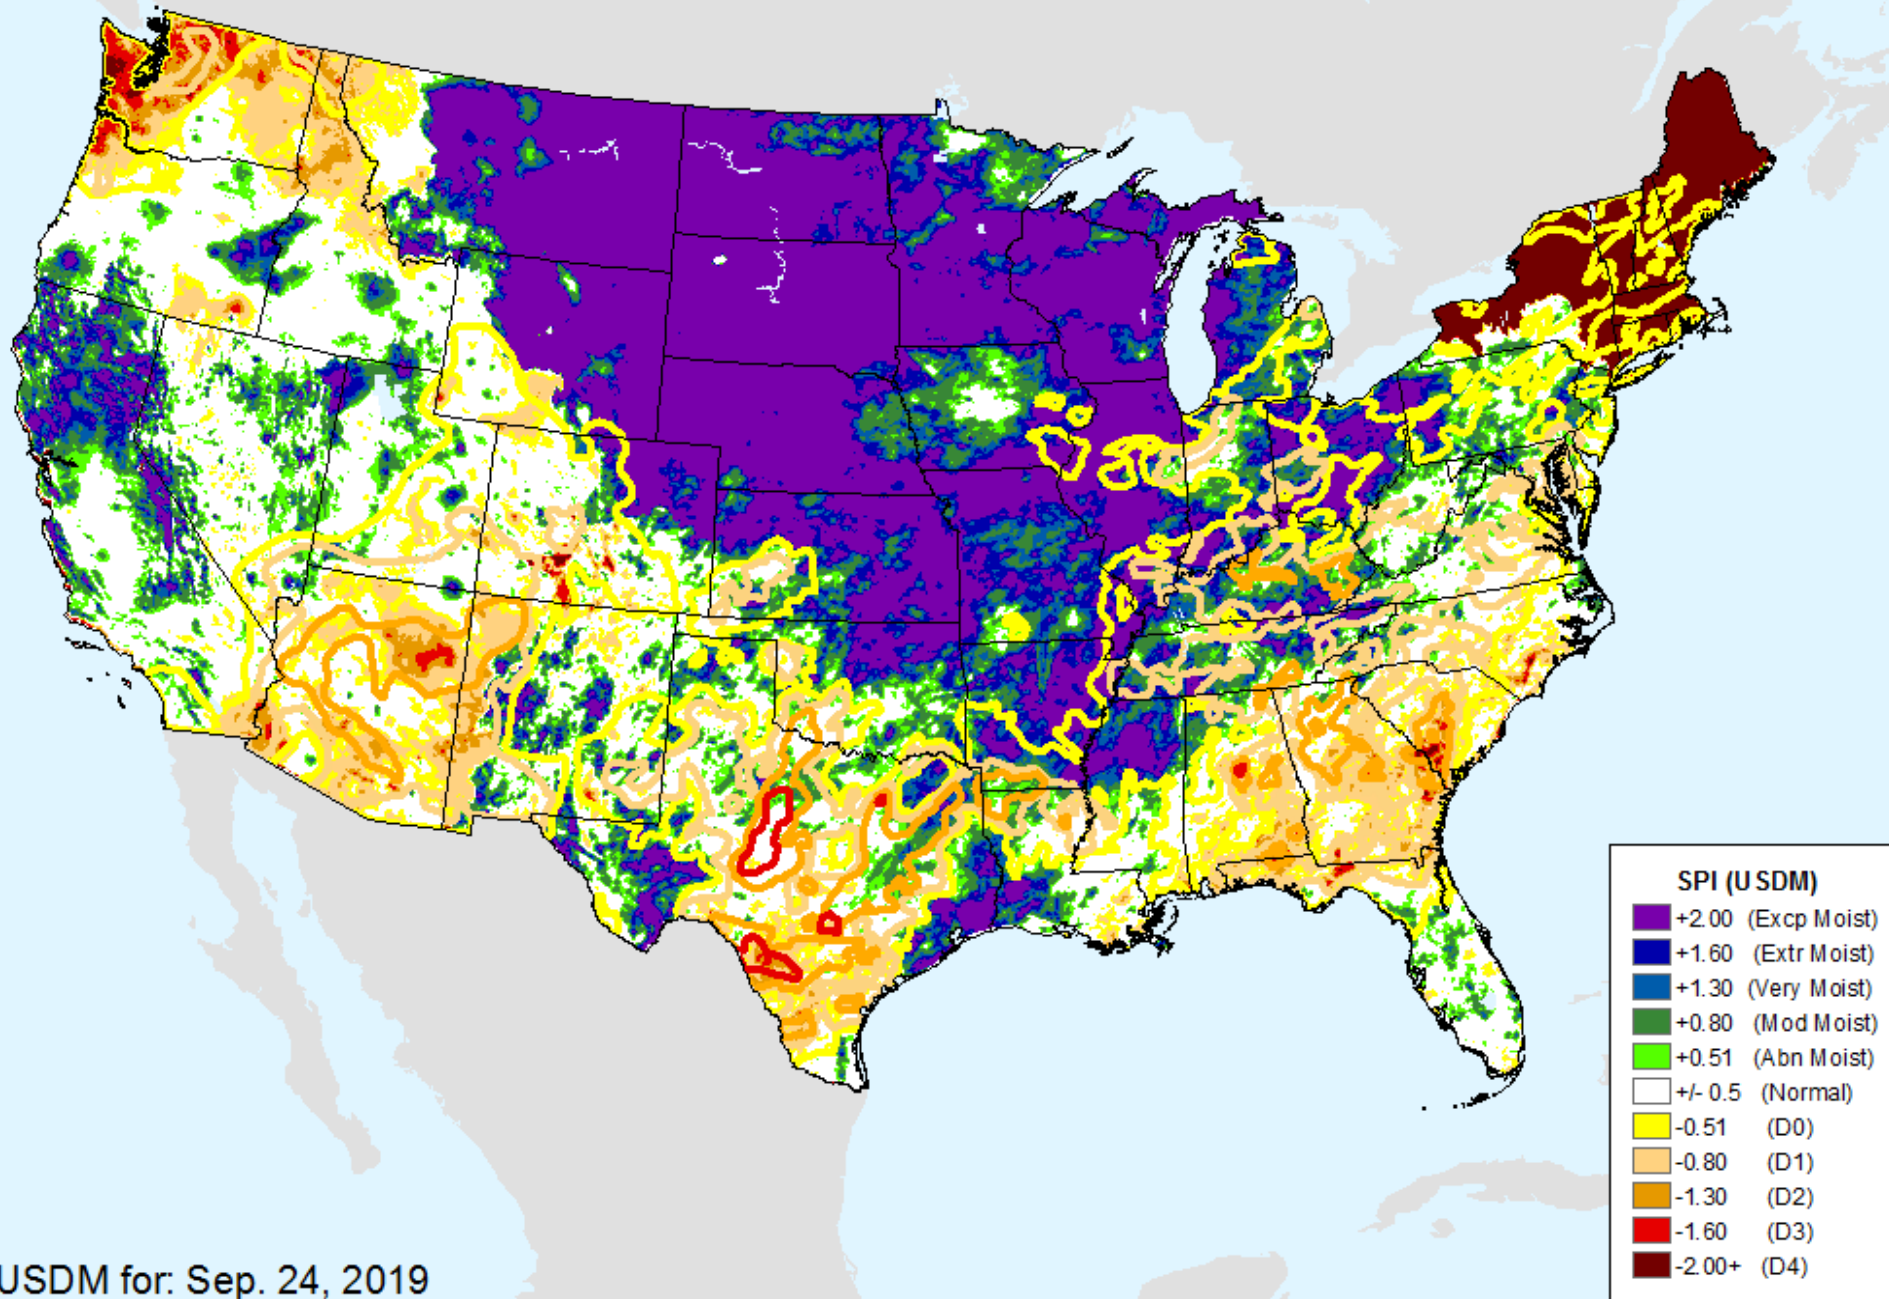 SPI (USDM)
+2.00 (Excp Moist)
+1.60 (Extr Moist)
+1.30 (Very Moist)
+0.80 (Mod Moist)
+0.51 (Abn Moist)
+/- 0.5 (Normal)
-0.51 (D0)
-0.80 (D1)
-1.30 (D2)
-1.60 (D3)
-2.00+ (D4)
USDM for: Sep. 24, 2019